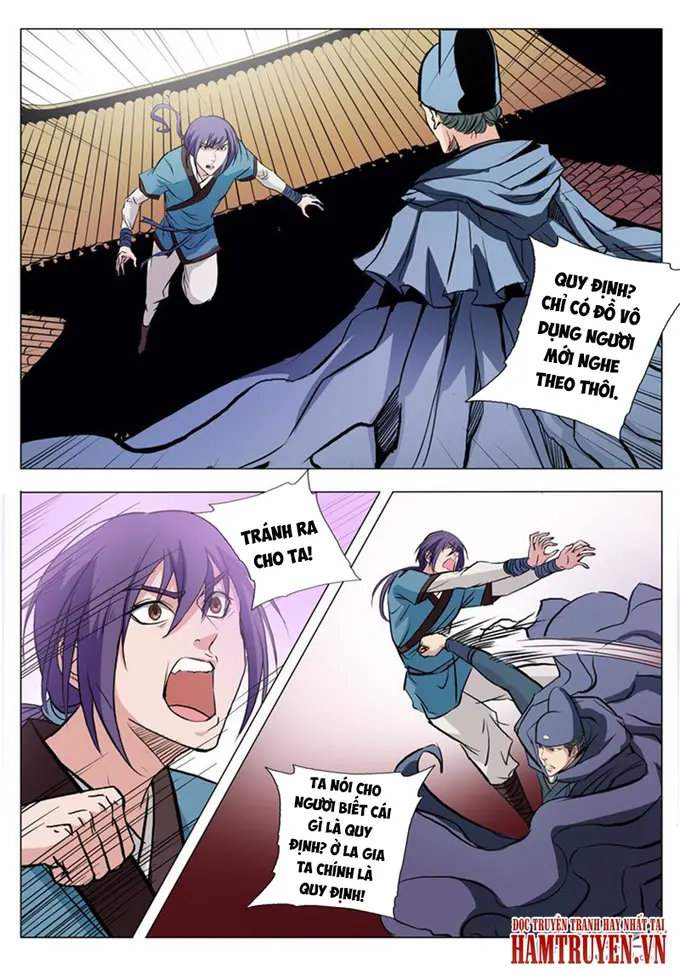 QUY ĐỊNH?
CHỈ CÓ ĐỒ VÔ
DỤNG NGƯƠI
MỚI NGHE
THEO THÔI.
TRÁNH RA
CHO TA!
TA NÓI CHO
NGƯƠI BIẾT CÁI
GÌ LÀ QUY
ĐỊNH? Ở LA GIA
TA CHÍNH LÀ
QUY ĐỊNH!
ĐỌC TRUYỆN TRANH HAY NHẤT TẠI
HAMTRUYEN.VN